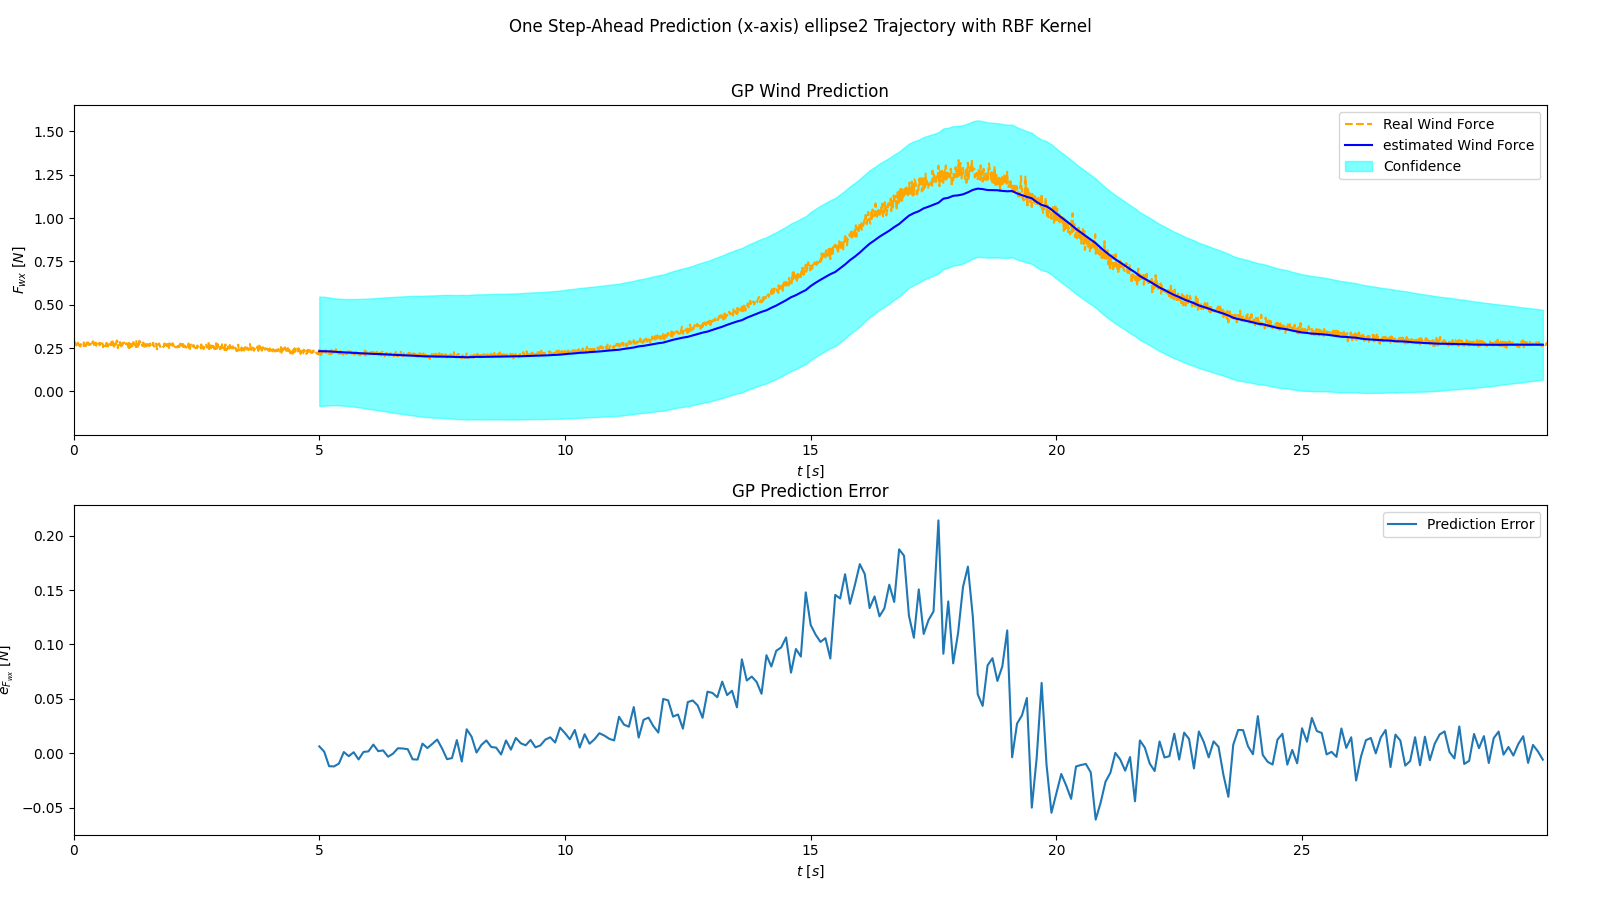 One Step-Ahead Prediction (x-axis) ellipse2 Trajectory with RBF Kernel
GP Wind Prediction
Real Wind Force
estimated Wind Force
Confidence
F_wx [N]
1.50
1.25
1.00
0.75
0.50
0.25
0.00
0 5 10 15 20 25
t [s]
GP Prediction Error
Prediction Error
e_F_wx [N]
0.20
0.15
0.10
0.05
0.00
−0.05
0 5 10 15 20 25
t [s]